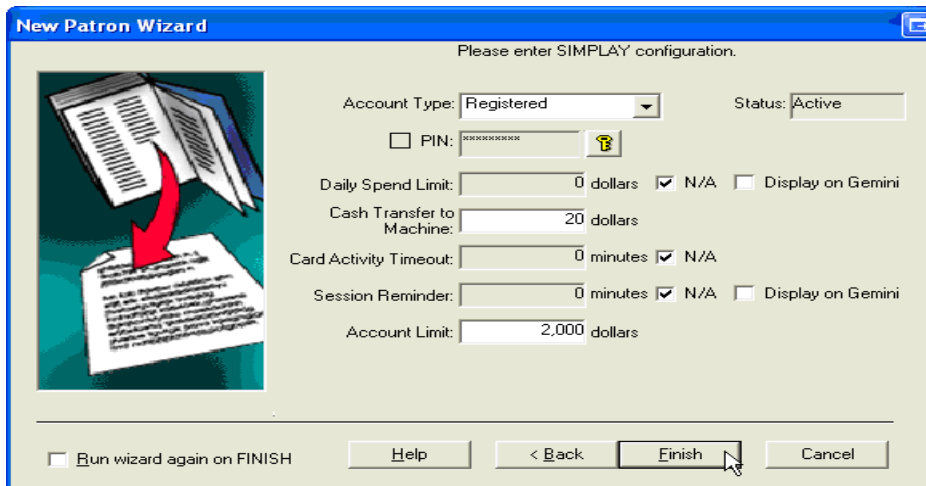 New Patron Wizard
Please enter SIMPLAY configuration.
Account Type: Registered Status: Active
PIN: *********
Daily Spend Limit: 0 dollars N/A Display on Gemini
Cash Transfer to
Machine: 20 dollars
Card Activity Timeout: 0 minutes N/A
Session Reminder: 0 minutes N/A Display on Gemini
Account Limit: 2,000 dollars
Run wizard again on FINISH Help < Back Finish Cancel